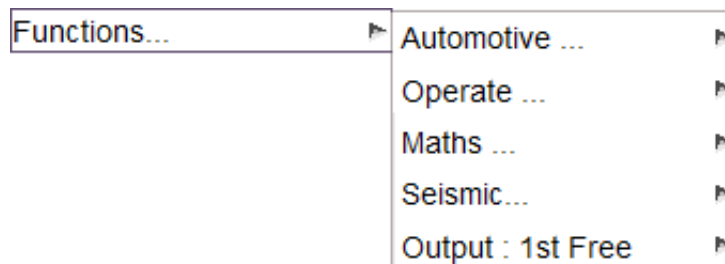 Functions...
Automotive ...
Operate ...
Maths ...
Seismic...
Output : 1st Free